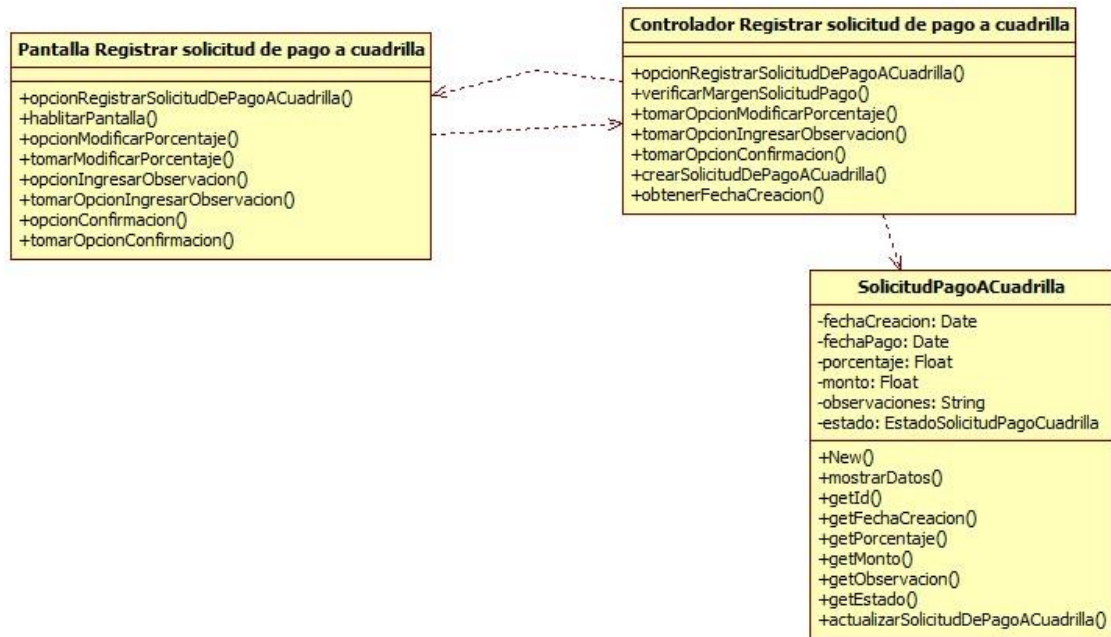 Pantalla Registrar solicitud de pago a cuadrilla
+opcionRegistrarSolicitudDePagoACuadrilla()
+hablitarPantalla()
+opcionModificarPorcentaje()
+tomarModificarPorcentaje()
+opcionIngresarObservacion()
+tomarOpcionIngresarObservacion()
+opcionConfirmacion()
+tomarOpcionConfirmacion()
Controlador Registrar solicitud de pago a cuadrilla
+opcionRegistrarSolicitudDePagoACuadrilla()
+verificarMargenSolicitudPago()
+tomarOpcionModificarPorcentaje()
+tomarOpcionIngresarObservacion()
+tomarOpcionConfirmacion()
+crearSolicitudDePagoACuadrilla()
+obtenerFechaCreacion()
SolicitudPagoACuadrilla
-fechaCreacion: Date
-fechaPago: Date
-porcentaje: Float
-monto: Float
-observaciones: String
-estado: EstadoSolicitudPagoCuadrilla
+New()
+mostrarDatos()
+getId()
+getFechaCreacion()
+getPorcentaje()
+getMonto()
+getObservacion()
+getEstado()
+actualizarSolicitudDePagoACuadrilla()